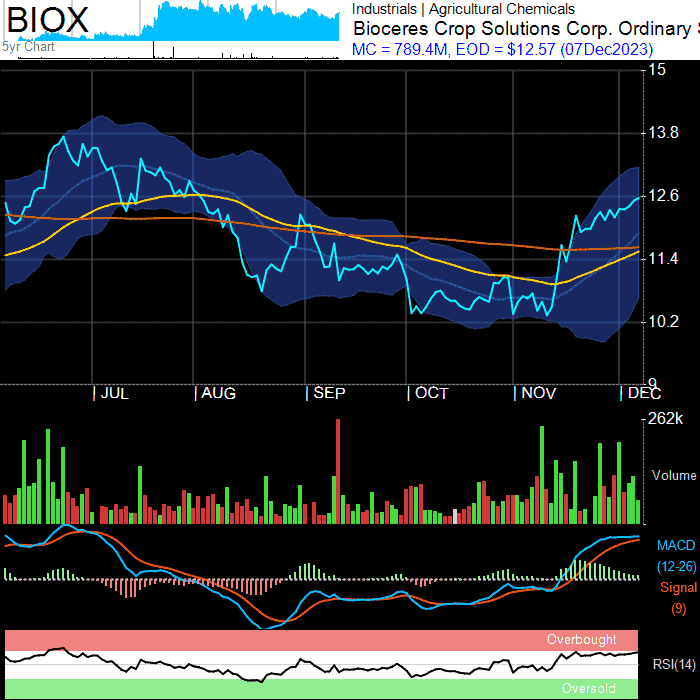 BIOX
5yr Chart
Industrials | Agricultural Chemicals
Bioceres Crop Solutions Corp. Ordinary S
MC = 789.4M, EOD = $12.57 (07Dec2023)
15
13.8
12.6
11.4
10.2
9
JUL AUG SEP OCT NOV DEC
262k
Volume
MACD
(12-26)
Signal
(9)
Overbought
RSI(14)
Oversold